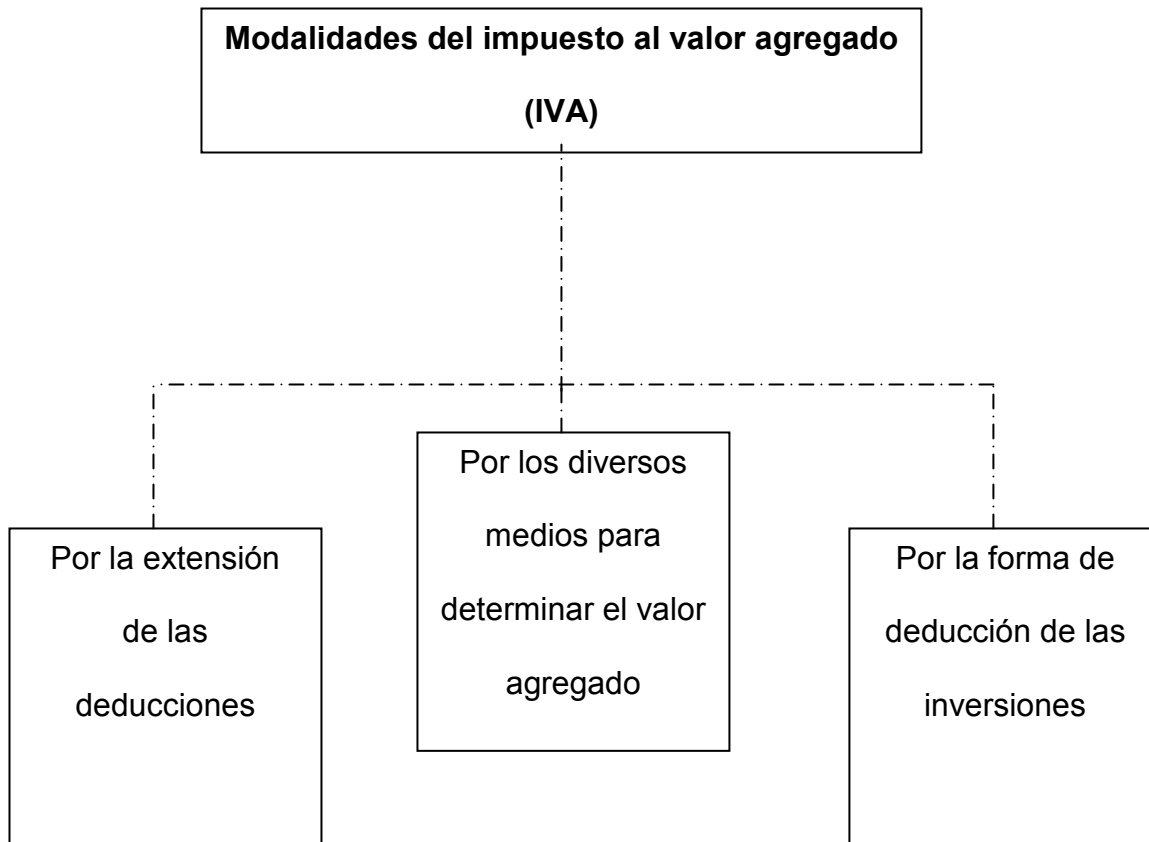 Modalidades del impuesto al valor agregado
(IVA)
Por la extensión
de las
deducciones
Por los diversos
medios para
determinar el valor
agregado
Por la forma de
deducción de las
inversiones